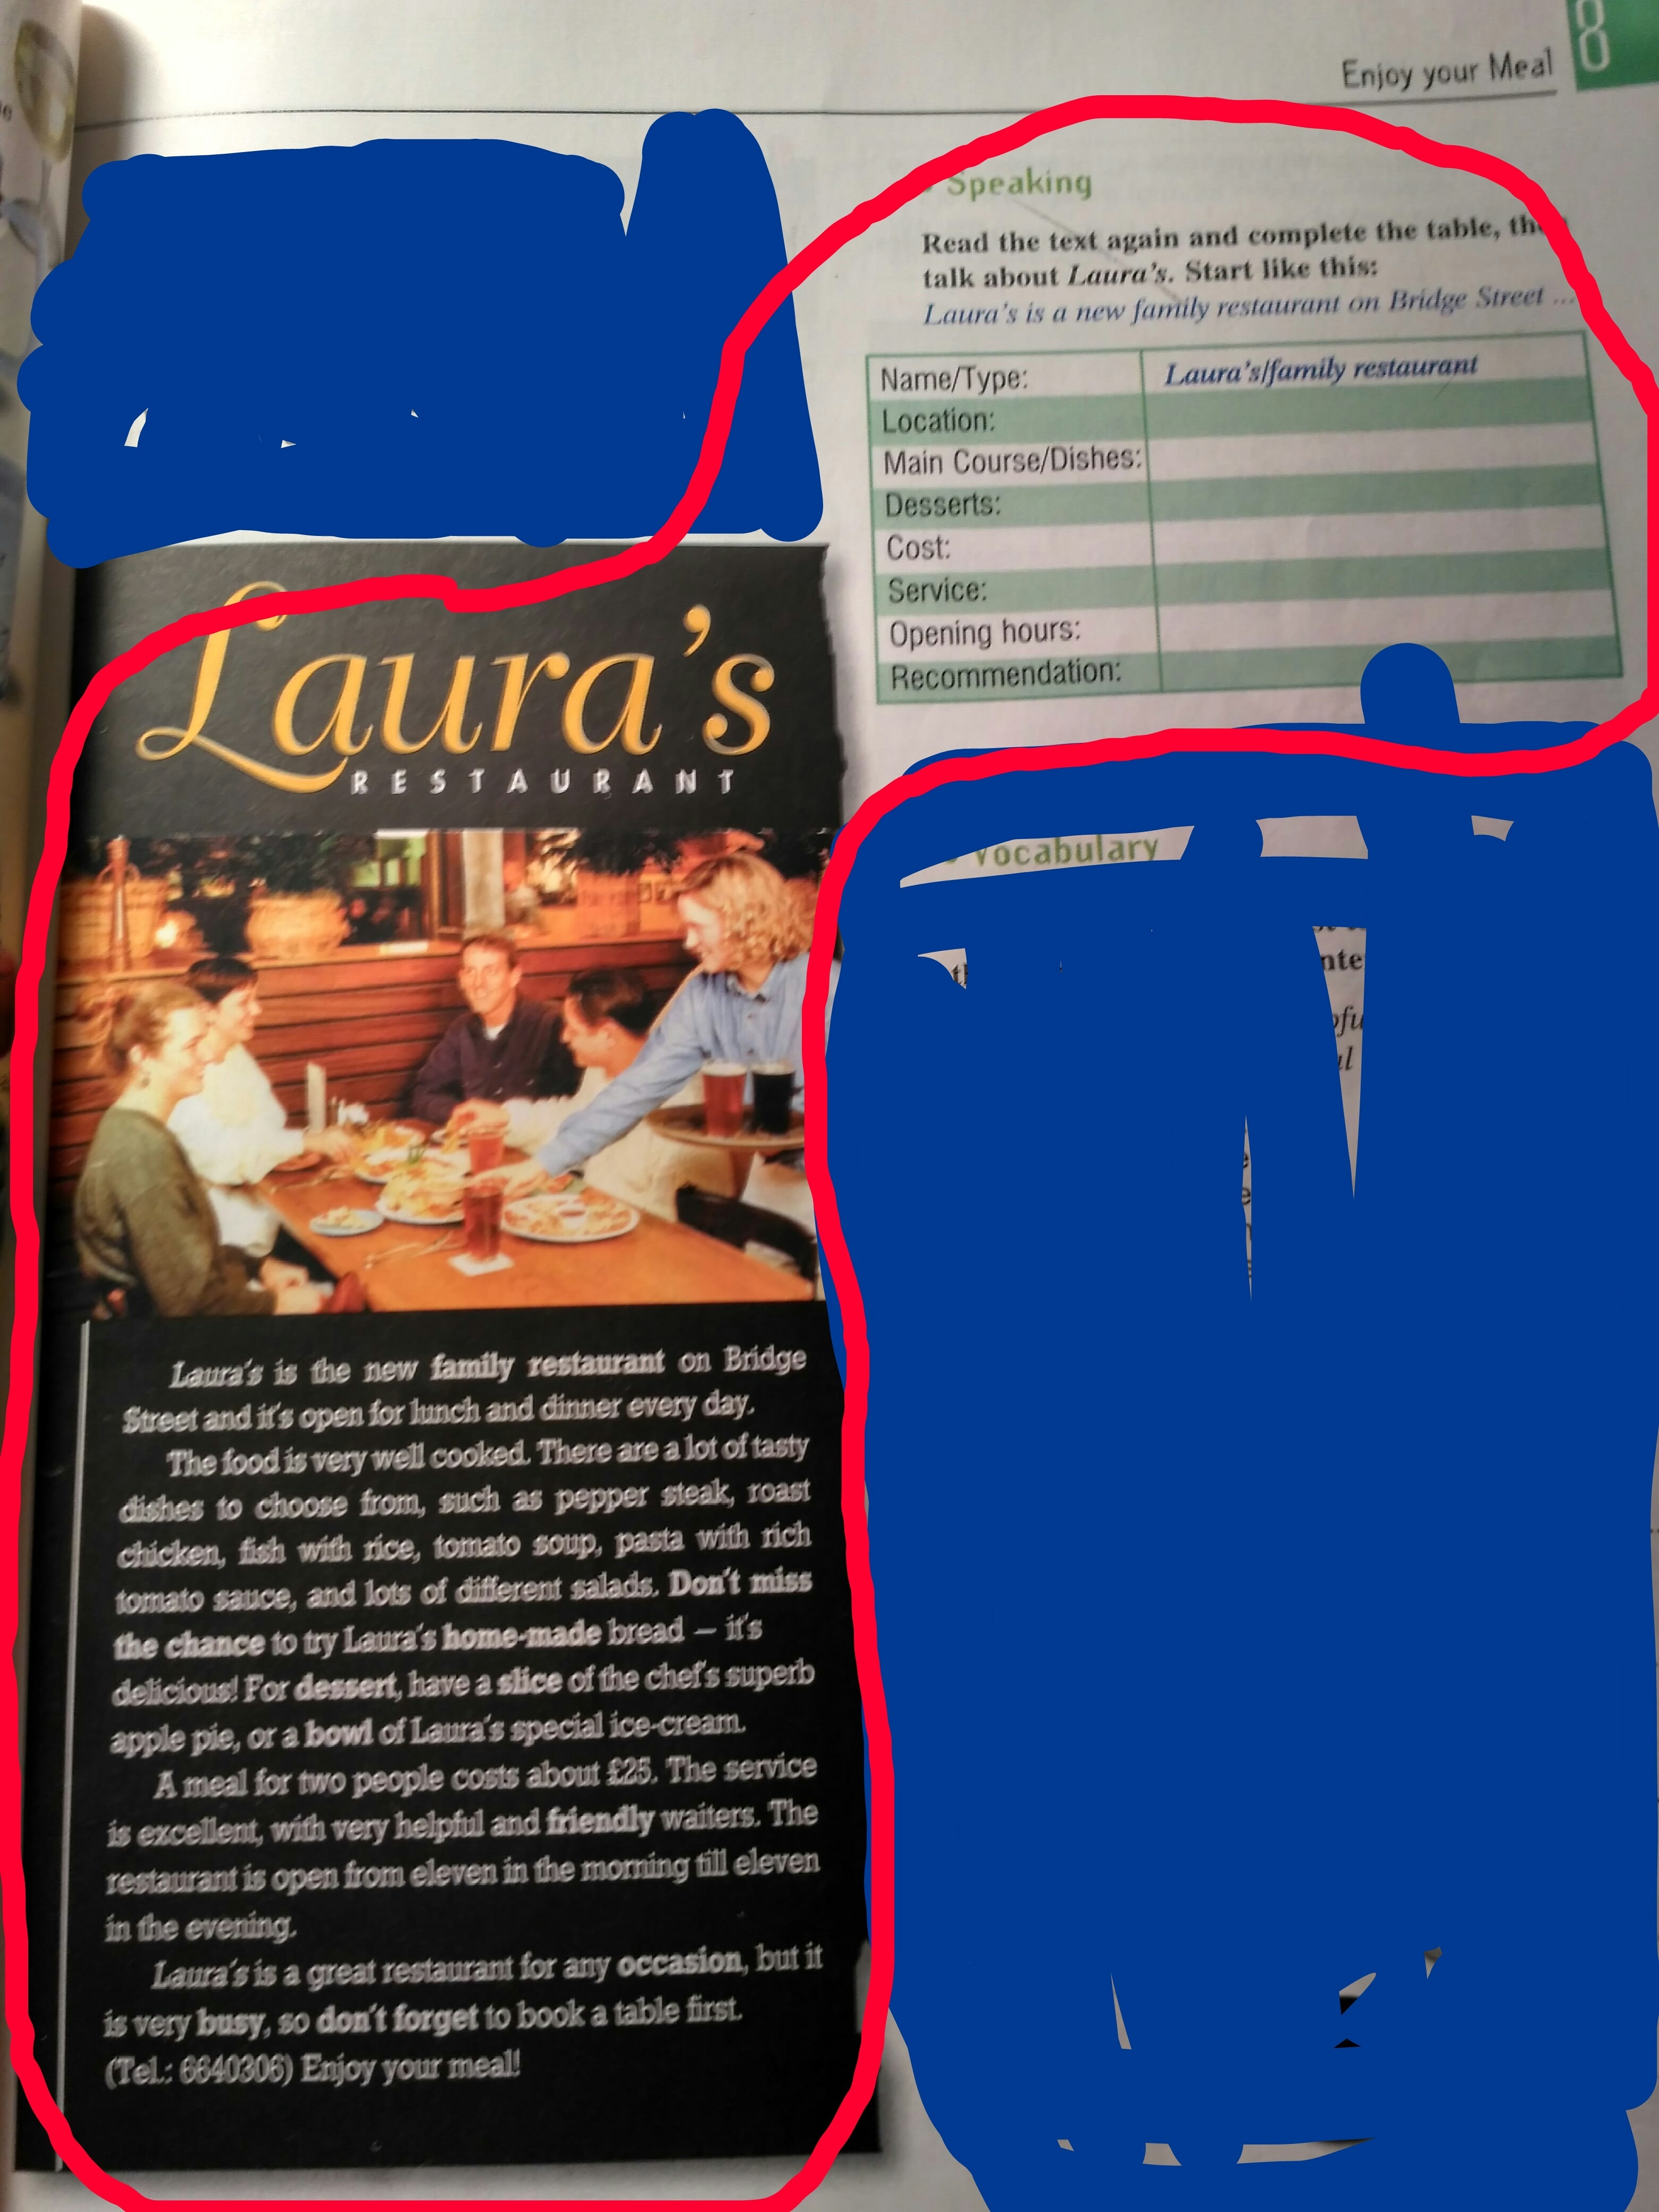 Enjoy your Meal
8
Speaking
Read the text again and complete the table,
talk about Laura's. Start like this:
Laura's is a new family restaurant on Bridge Street ...
Name/Type: Laura's/family restaurant
Location:
Main Course/Dishes:
Desserts:
Cost:
Service:
Opening hours:
Recommendation:
Laura's
RESTAURANT
Laura's is the new family restaurant on Bridge
Street and it's open for lunch and dinner every day.
The food is very well cooked. There are a lot of tasty
dishes to choose from, such as pepper steak, roast
chicken, fish with rice, tomato soup, pasta with rich
tomato sauce, and lots of different salads. Don't miss
the chance to try Laura's home-made bread – it's
delicious! For dessert, have a slice of the chef's superb
apple pie, or a bowl of Laura's special ice-cream.
A meal for two people costs about £25. The service
is excellent, with very helpful and friendly waiters. The
restaurant is open from eleven in the morning till eleven
in the evening.
Laura's is a great restaurant for any occasion, but it
is very busy, so don't forget to book a table first.
(Tel.: 6640306) Enjoy your meal!
Vocabulary